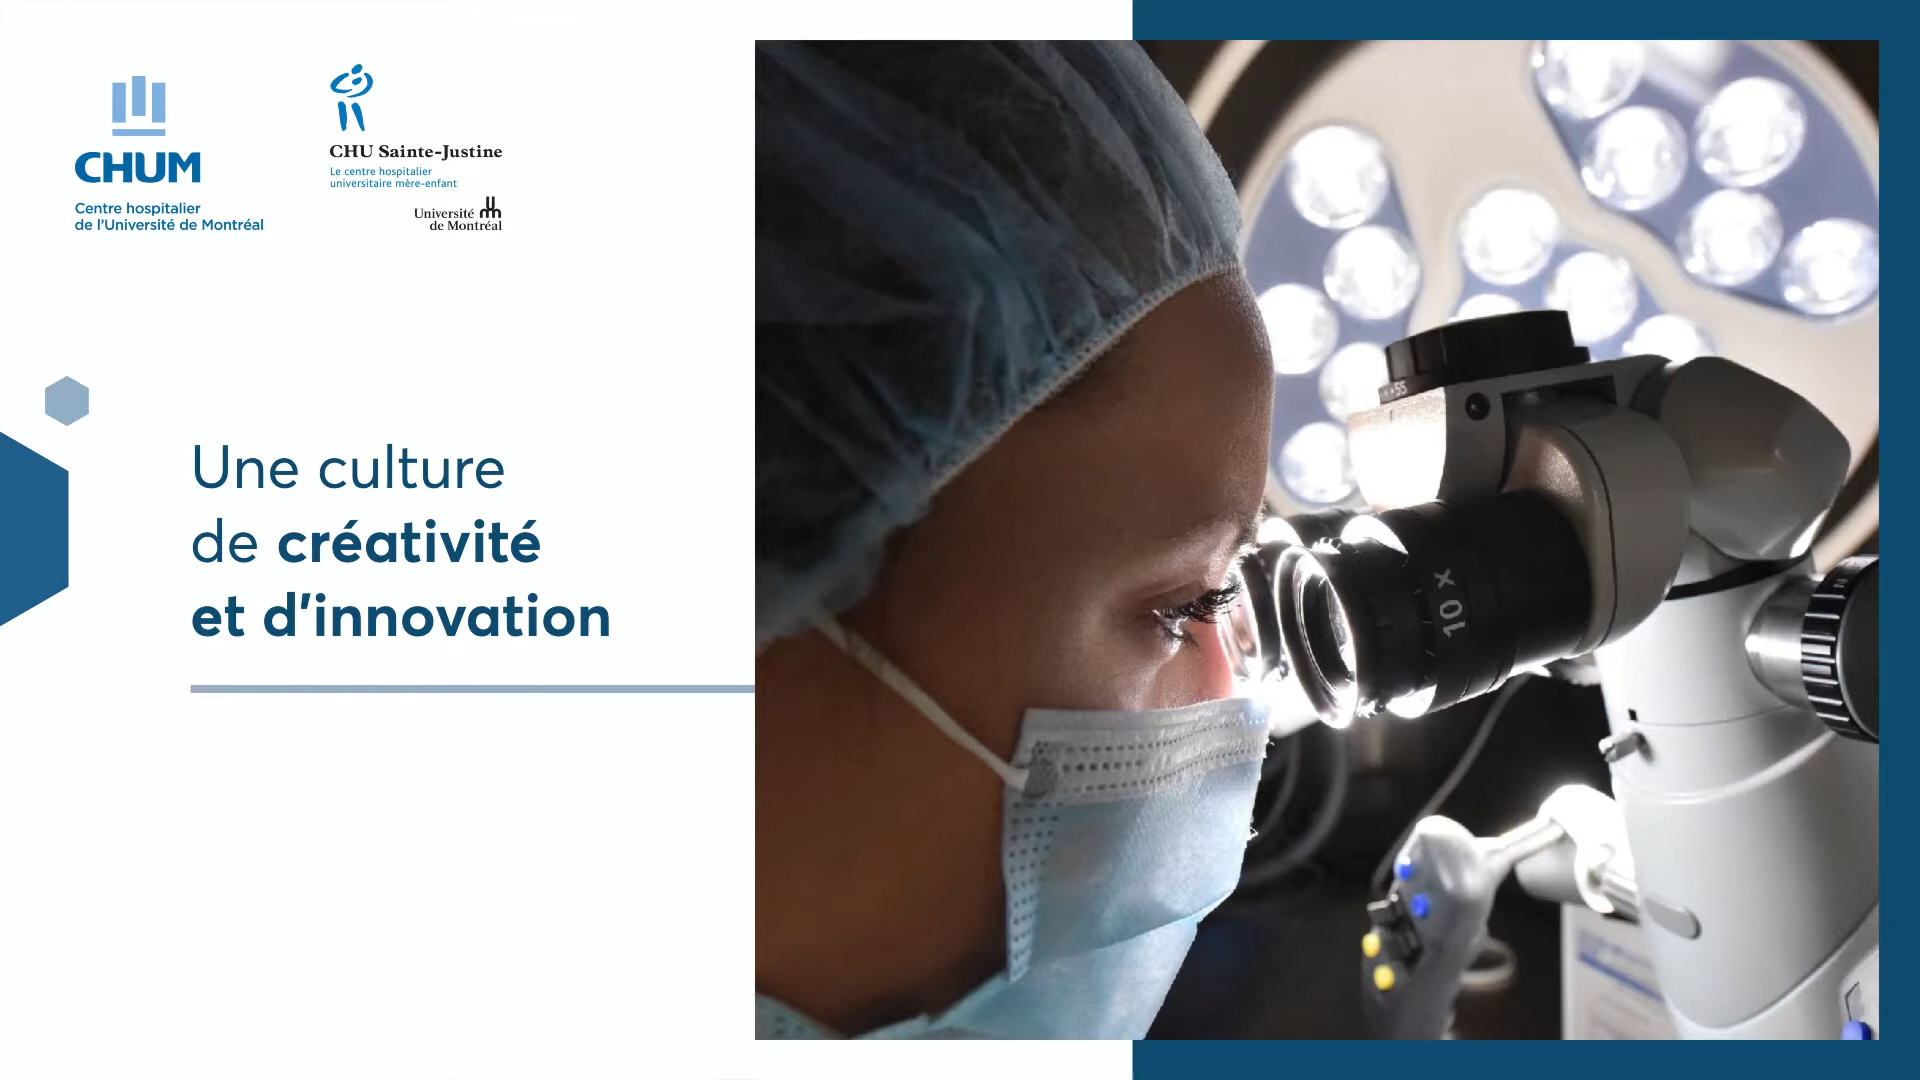 CHUM
Centre hospitalier
de l'Université de Montréal
CHU Sainte-Justine
Le centre hospitalier
universitaire mère-enfant
Université
de Montréal
Une culture
de créativité
et d'innovation
+55
10 x